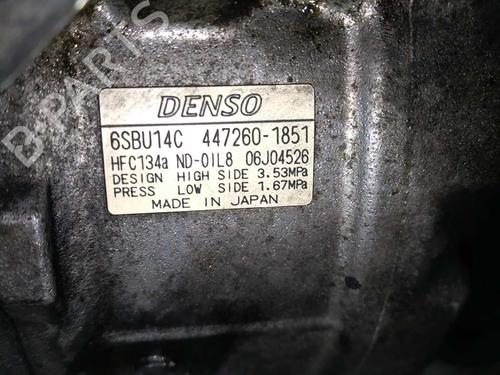 DENSO
6SBU14C 447260-1851
HFC134a ND-OIL8 06J04526
DESIGN HIGH SIDE 3.53MPa
PRESS LOW SIDE 1.67MPa
MADE IN JAPAN
B-PARTS